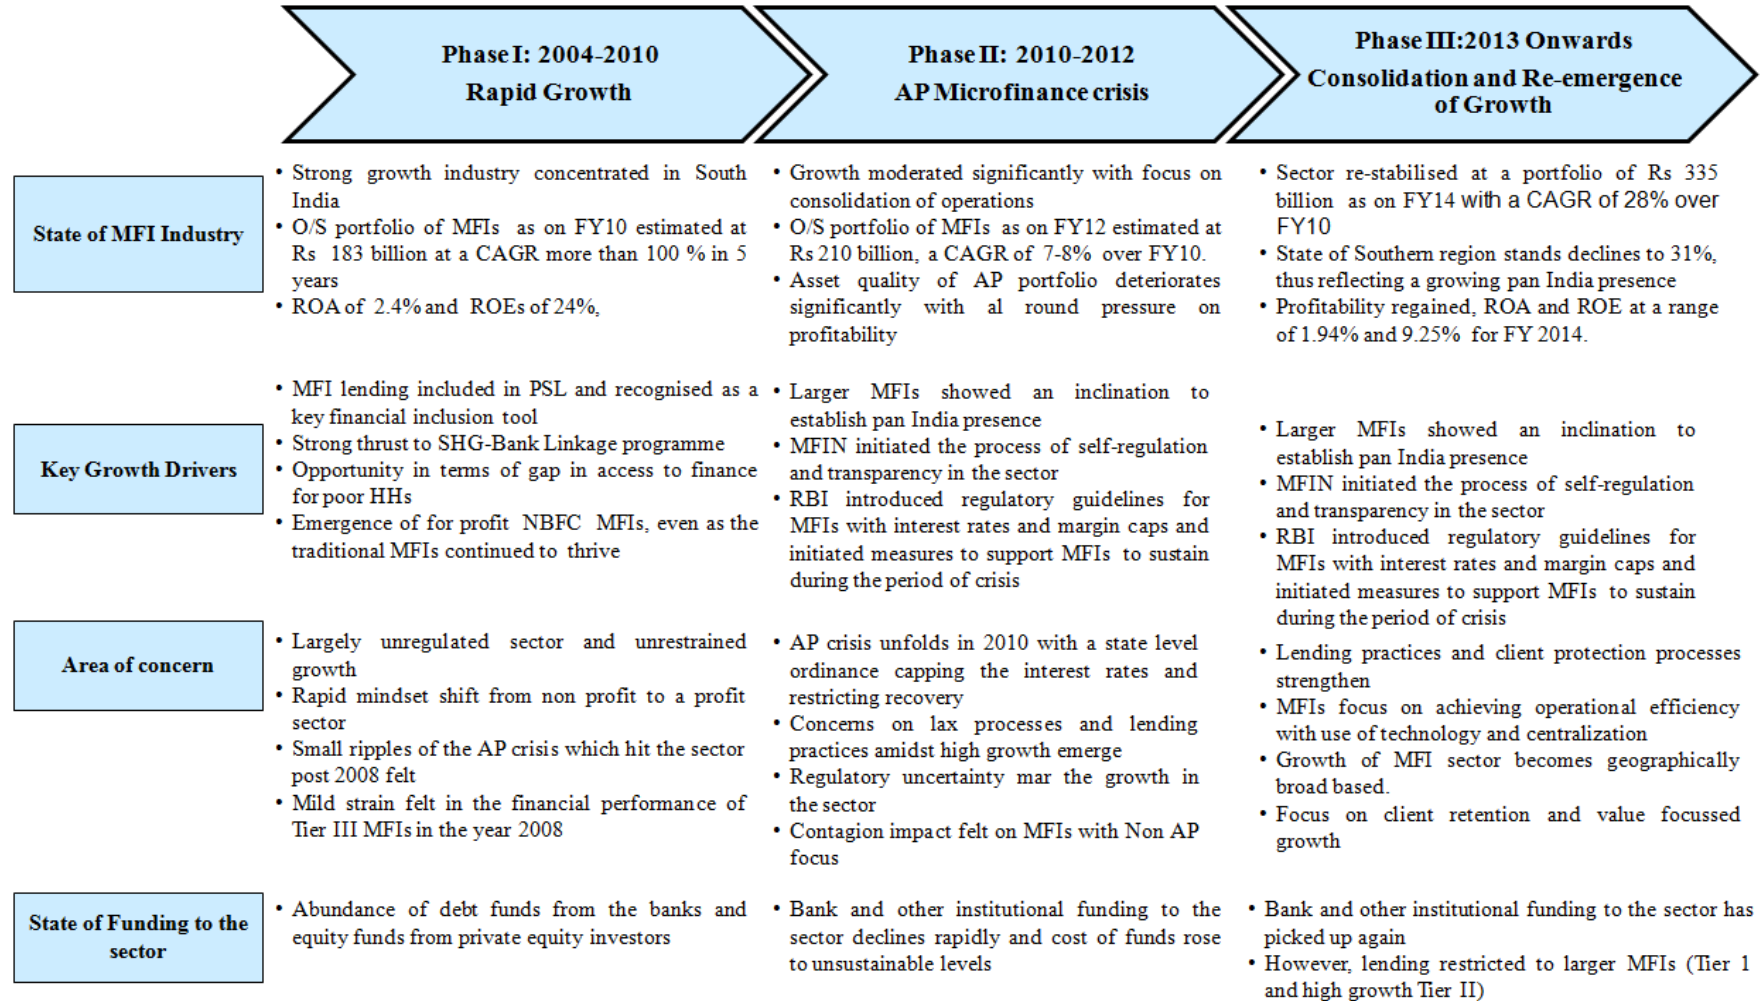 Phase I: 2004-2010
Rapid Growth
Phase II: 2010-2012
AP Microfinance crisis
Phase III:2013 Onwards
Consolidation and Re-emergence
of Growth
State of MFI Industry
• Strong growth industry concentrated in South
India
• O/S portfolio of MFIs as on FY10 estimated at
Rs 183 billion at a CAGR more than 100 % in 5
years
• ROA of 2.4% and ROEs of 24%,
• Growth moderated significantly with focus on
consolidation of operations
• O/S portfolio of MFIs as on FY12 estimated at
Rs 210 billion, a CAGR of 7-8% over FY10.
• Asset quality of AP portfolio deteriorates
significantly with al round pressure on
profitability
• Sector re-stabilised at a portfolio of Rs 335
billion as on FY14 with a CAGR of 28% over
FY10
• State of Southern region stands declines to 31%,
thus reflecting a growing pan India presence
• Profitability regained, ROA and ROE at a range
of 1.94% and 9.25% for FY 2014.
Key Growth Drivers
• MFI lending included in PSL and recognised as a
key financial inclusion tool
• Strong thrust to SHG-Bank Linkage programme
• Opportunity in terms of gap in access to finance
for poor HHs
• Emergence of for profit NBFC MFIs, even as the
traditional MFIs continued to thrive
• Larger MFIs showed an inclination to
establish pan India presence
• MFIN initiated the process of self-regulation
and transparency in the sector
• RBI introduced regulatory guidelines for
MFIs with interest rates and margin caps and
initiated measures to support MFIs to sustain
during the period of crisis
• Larger MFIs showed an inclination to
establish pan India presence
• MFIN initiated the process of self-regulation
and transparency in the sector
• RBI introduced regulatory guidelines for
MFIs with interest rates and margin caps and
initiated measures to support MFIs to sustain
during the period of crisis
Area of concern
• Largely unregulated sector and unrestrained
growth
• Rapid mindset shift from non profit to a profit
sector
• Small ripples of the AP crisis which hit the sector
post 2008 felt
• Mild strain felt in the financial performance of
Tier III MFIs in the year 2008
• AP crisis unfolds in 2010 with a state level
ordinance capping the interest rates and
restricting recovery
• Concerns on lax processes and lending
practices amidst high growth emerge
• Regulatory uncertainty mar the growth in
the sector
• Contagion impact felt on MFIs with Non AP
focus
• Lending practices and client protection processes
strengthen
• MFIs focus on achieving operational efficiency
with use of technology and centralization
• Growth of MFI sector becomes geographically
broad based.
• Focus on client retention and value focussed
growth
State of Funding to the
sector
• Abundance of debt funds from the banks and
equity funds from private equity investors
• Bank and other institutional funding to the
sector declines rapidly and cost of funds rose
to unsustainable levels
• Bank and other institutional funding to the sector has
picked up again
• However, lending restricted to larger MFIs (Tier 1
and high growth Tier II)